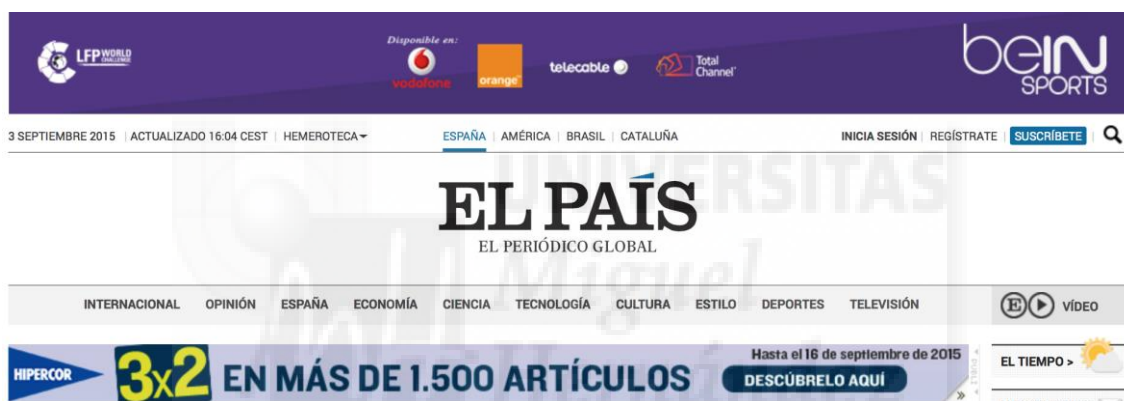 LFP WORLD CHALLENGE
Disponible en:
vodafone
orange
telecable
Total Channel
beIN SPORTS
3 SEPTIEMBRE 2015 | ACTUALIZADO 16:04 CEST | HEMEROTECA
ESPAÑA | AMÉRICA | BRASIL | CATALUÑA
INICIA SESIÓN | REGÍSTRATE | SUSCRÍBETE
UNIVERSITAS
Miguel
Hernández
EL PAÍS
EL PERIÓDICO GLOBAL
INTERNACIONAL OPINIÓN ESPAÑA ECONOMÍA CIENCIA TECNOLOGÍA CULTURA ESTILO DEPORTES TELEVISIÓN
E VÍDEO
HIPERCOR
3x2 EN MÁS DE 1.500 ARTÍCULOS
Hasta el 16 de septiembre de 2015
DESCÚBRELO AQUÍ
PUBLI
EL TIEMPO >